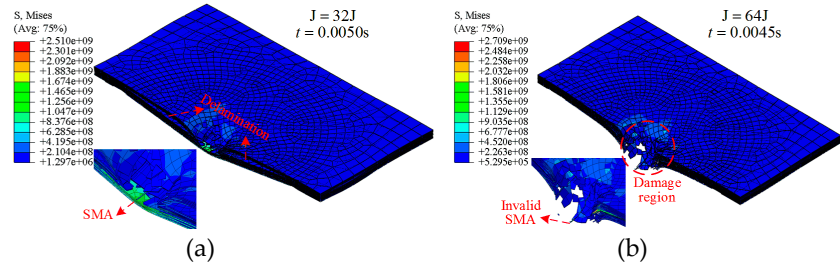 S, Mises
(Avg: 75%)
+2.510e+09
+2.301e+09
+2.092e+09
+1.883e+09
+1.674e+09
+1.465e+09
+1.256e+09
+1.047e+09
+8.376e+08
+6.285e+08
+4.195e+08
+2.104e+08
+1.297e+06
J = 32J
t = 0.0050s
Delamination
SMA
(a)
S, Mises
(Avg: 75%)
+2.709e+09
+2.484e+09
+2.258e+09
+2.032e+09
+1.806e+09
+1.581e+09
+1.355e+09
+1.129e+09
+9.035e+08
+6.777e+08
+4.520e+08
+2.263e+08
+5.295e+05
J = 64J
t = 0.0045s
Damage
region
Invalid
SMA
(b)